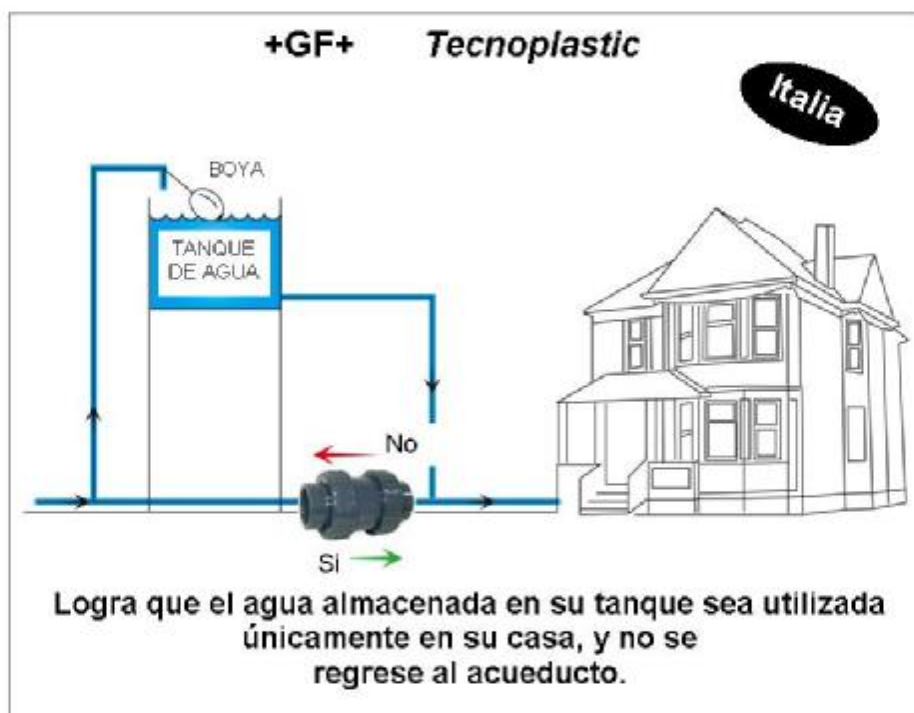 +GF+ Tecnoplastic
Italia
BOYA
TANQUE
DE AGUA
No
Si
Logra que el agua almacenada en su tanque sea utilizada
únicamente en su casa, y no se
regrese al acueducto.